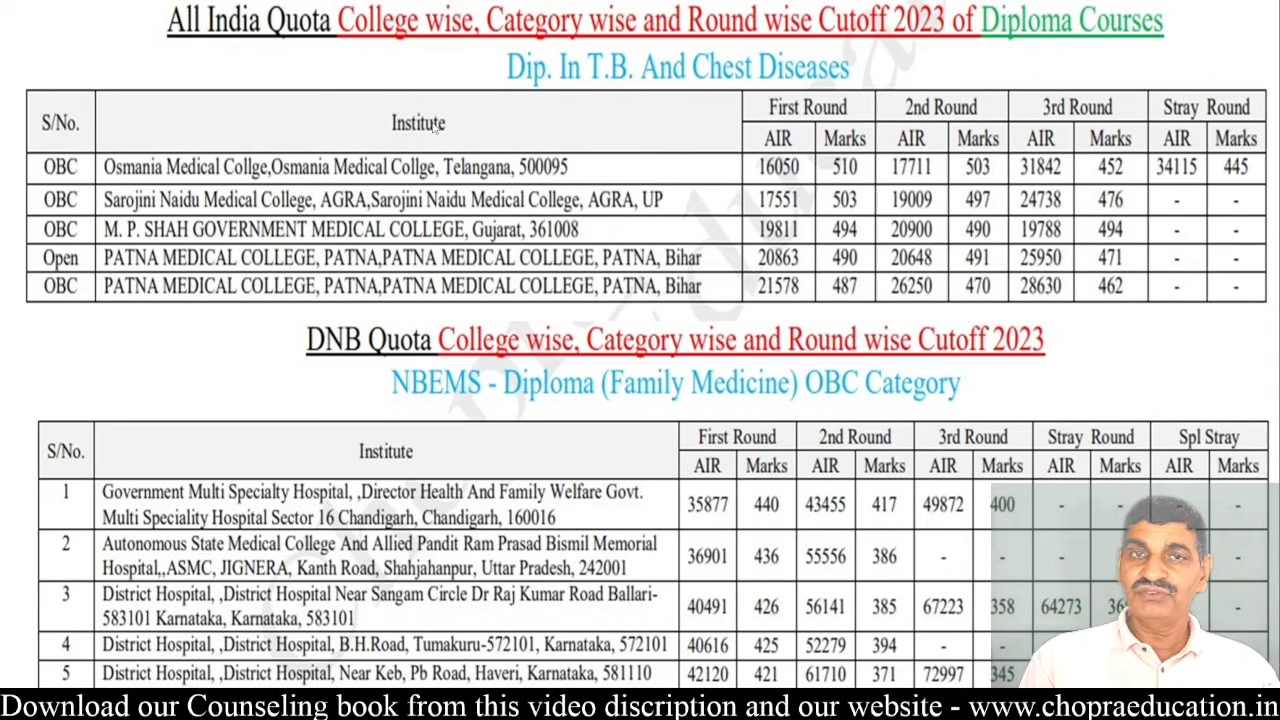 All India Quota College wise, Category wise and Round wise Cutoff 2023 of Diploma Courses
Dip. In T.B. And Chest Diseases
S/No. Institute First Round 2nd Round 3rd Round Stray Round
AIR Marks AIR Marks AIR Marks AIR Marks
OBC Osmania Medical Collge,Osmania Medical Collge, Telangana, 500095 16050 510 17711 503 31842 452 34115 445
OBC Sarojini Naidu Medical College, AGRA,Sarojini Naidu Medical College, AGRA, UP 17551 503 19009 497 24738 476 - -
OBC M. P. SHAH GOVERNMENT MEDICAL COLLEGE, Gujarat, 361008 19811 494 20900 490 19788 494 - -
Open PATNA MEDICAL COLLEGE, PATNA,PATNA MEDICAL COLLEGE, PATNA, Bihar 20863 490 20648 491 25950 471 - -
OBC PATNA MEDICAL COLLEGE, PATNA,PATNA MEDICAL COLLEGE, PATNA, Bihar 21578 487 26250 470 28630 462 - -
DNB Quota College wise, Category wise and Round wise Cutoff 2023
NBEMS - Diploma (Family Medicine) OBC Category
S/No. Institute First Round 2nd Round 3rd Round Stray Round Spl Stray
AIR Marks AIR Marks AIR Marks AIR Marks AIR Marks
1 Government Multi Specialty Hospital, ,Director Health And Family Welfare Govt. 35877 440 43455 417 49872 400 - - - -
Multi Speciality Hospital Sector 16 Chandigarh, Chandigarh, 160016
2 Autonomous State Medical College And Allied Pandit Ram Prasad Bismil Memorial 36901 436 55556 386 - - -
Hospital,,ASMC, JIGNERA, Kanth Road, Shahjahanpur, Uttar Pradesh, 242001
3 District Hospital, ,District Hospital Near Sangam Circle Dr Raj Kumar Road Ballari- 40491 426 56141 385 67223 358 64273 -
583101 Karnataka, Karnataka, 583101
4 District Hospital, ,District Hospital, B.H.Road, Tumakuru-572101, Karnataka, 572101 40616 425 52279 394 - -
5 District Hospital, ,District Hospital, Near Keb, Pb Road, Haveri, Karnataka, 581110 42120 421 61710 371 72997 345
Download our Counseling book from this video discription and our website - www.chopraeducation.in